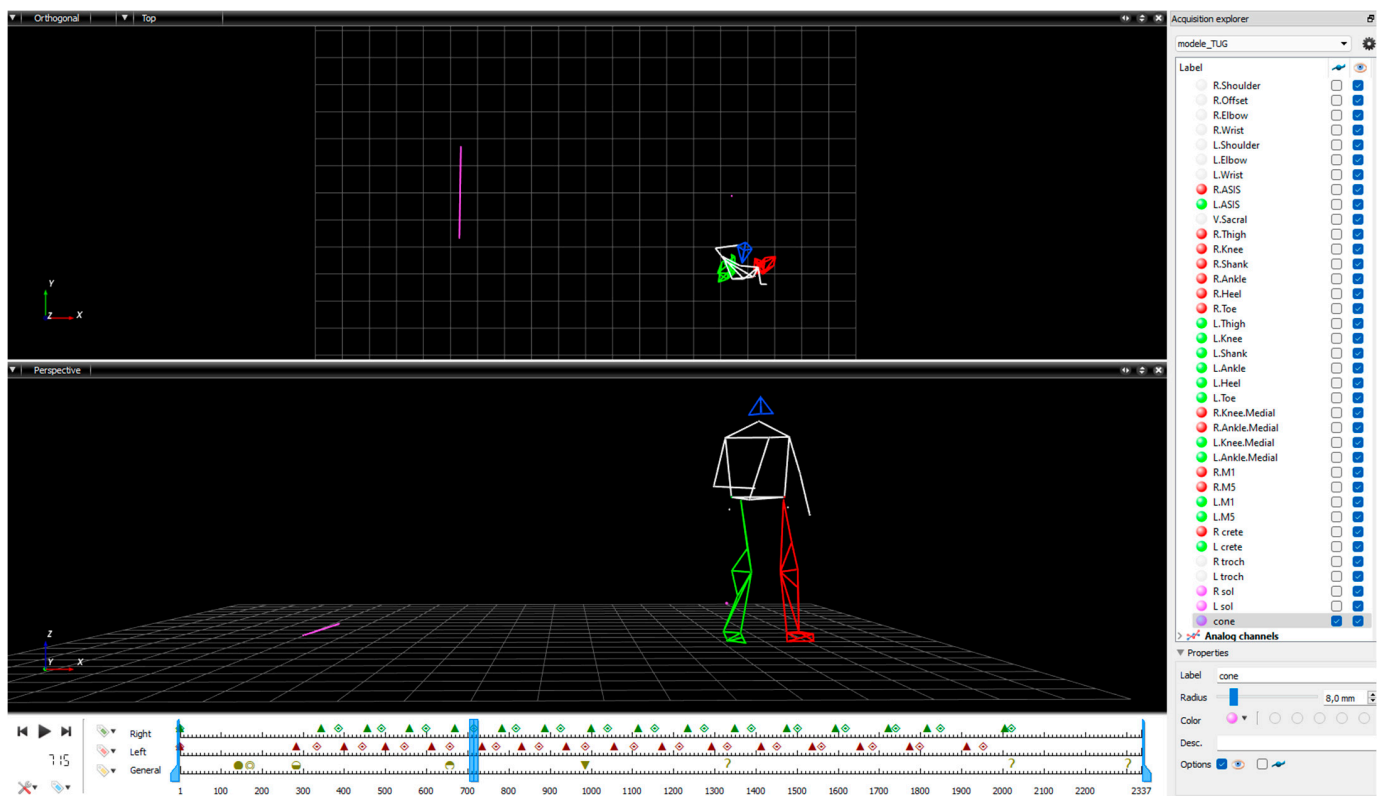 Orthogonal Top
Acquisition explorer
modele_TUG
Label
R.Shoulder
R.Offset
R.Elbow
R.Wrist
L.Shoulder
L.Elbow
L.Wrist
R.ASIS
L.ASIS
V.Sacral
R.Thigh
R.Knee
R.Shank
R.Ankle
R.Heel
R.Toe
L.Thigh
L.Knee
L.Shank
L.Ankle
L.Heel
L.Toe
R.Knee.Medial
R.Ankle.Medial
L.Knee.Medial
L.Ankle.Medial
R.M1
R.M5
L.M1
L.M5
R crete
L crete
R troch
L troch
R sol
L sol
cone
Analog channels
Properties
Label cone
Radius 8,0 mm
Color
Desc.
Options
Y
Z X
Perspective
Z
Y X
Right
Left
General ? ? ?
715
1 100 200 300 400 500 600 700 800 900 1000 1100 1200 1300 1400 1500 1600 1700 1800 1900 2000 2100 2200 2337